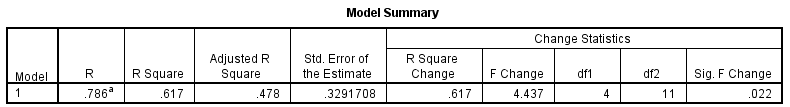 Model Summary
Change Statistics
Model R R Square Adjusted R Square Std. Error of the Estimate R Square Change F Change df1 df2 Sig. F Change
1 .786a .617 .478 .3291708 .617 4.437 4 11 .022